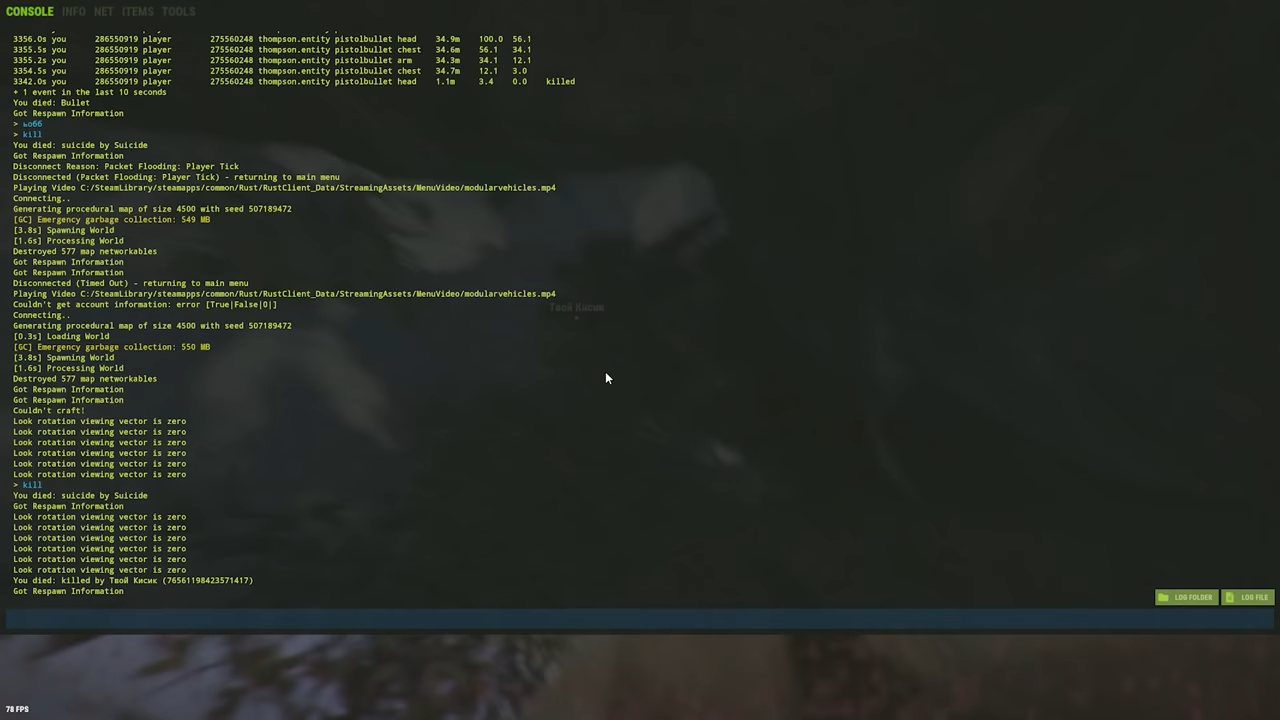 CONSOLE INFO NET ITEMS TOOLS
3356.0s you 286550919 player 275560248 thompson.entity pistolbullet head 34.9m 100.0 56.1
3355.5s you 286550919 player 275560248 thompson.entity pistolbullet chest 34.6m 56.1 34.1
3355.2s you 286550919 player 275560248 thompson.entity pistolbullet arm 34.3m 34.1 12.1
3354.5s you 286550919 player 275560248 thompson.entity pistolbullet chest 34.7m 12.1 3.0
3342.0s you 286550919 player 275560248 thompson.entity pistolbullet head 1.1m 3.4 0.0 killed
+ 1 event in the last 10 seconds
You died: Bullet
Got Respawn Information
>
> kill
You died: suicide by Suicide
Got Respawn Information
Disconnect Reason: Packet Flooding: Player Tick
Disconnected (Packet Flooding: Player Tick) - returning to main menu
Playing Video C:/SteamLibrary/steamapps/common/Rust/RustClient_Data/StreamingAssets/MenuVideo/modularvehicles.mp4
Connecting..
Generating procedural map of size 4500 with seed 507189472
[GC] Emergency garbage collection: 549 MB
[3.8s] Spawning World
[1.6s] Processing World
Destroyed 577 map networkables
Got Respawn Information
Got Respawn Information
Disconnected (Timed Out) - returning to main menu
Playing Video C:/SteamLibrary/steamapps/common/Rust/RustClient_Data/StreamingAssets/MenuVideo/modularvehicles.mp4
Couldn't get account information: error [True|False|0|]
Connecting..
Generating procedural map of size 4500 with seed 507189472
[0.3s] Loading World
[GC] Emergency garbage collection: 550 MB
[3.8s] Spawning World
[1.6s] Processing World
Destroyed 577 map networkables
Got Respawn Information
Got Respawn Information
Couldn't craft!
Look rotation viewing vector is zero
Look rotation viewing vector is zero
Look rotation viewing vector is zero
Look rotation viewing vector is zero
Look rotation viewing vector is zero
Look rotation viewing vector is zero
> kill
You died: suicide by Suicide
Got Respawn Information
Look rotation viewing vector is zero
Look rotation viewing vector is zero
Look rotation viewing vector is zero
Look rotation viewing vector is zero
Look rotation viewing vector is zero
Look rotation viewing vector is zero
You died: killed by Твой Кисик (76561198423571417)
Got Respawn Information
Твой Кисик
LOG FOLDER LOG FILE
78 FPS